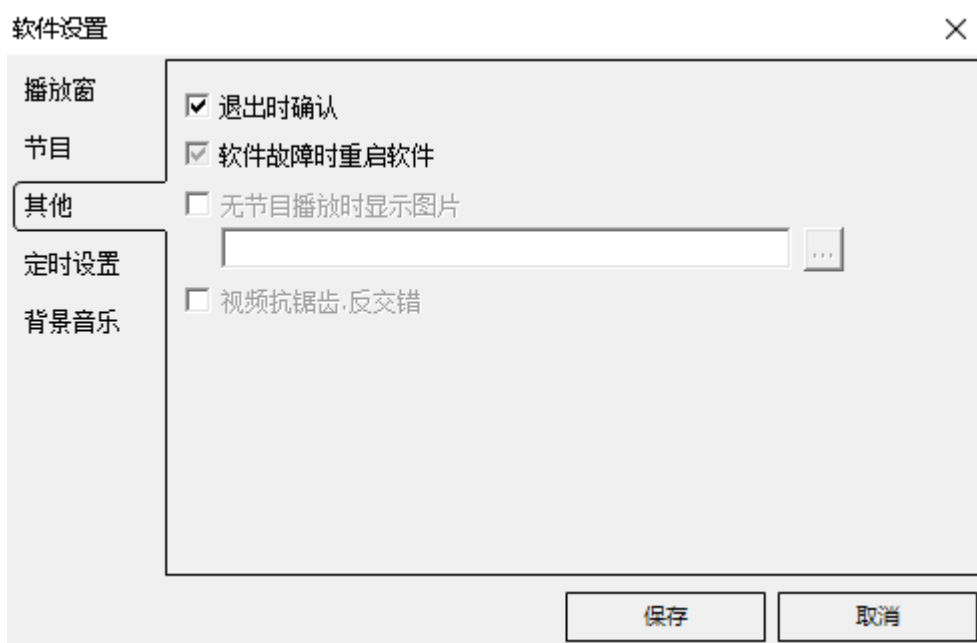 软件设置
播放窗
节目
其他
定时设置
背景音乐
退出时确认
软件故障时重启软件
无节目播放时显示图片
...
视频抗锯齿.反交错
保存
取消